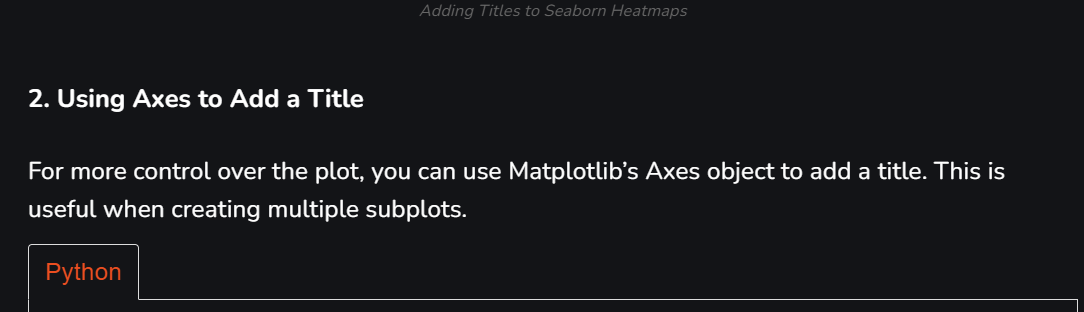 Adding Titles to Seaborn Heatmaps
2. Using Axes to Add a Title
For more control over the plot, you can use Matplotlib’s Axes object to add a title. This is
useful when creating multiple subplots.
Python